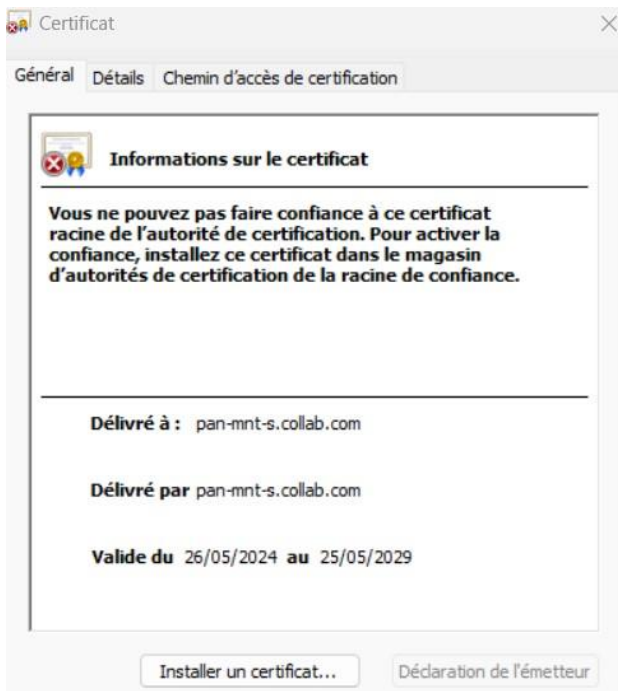 Certificat
Général Détails Chemin d'accès de certification
Informations sur le certificat
Vous ne pouvez pas faire confiance à ce certificat
racine de l'autorité de certification. Pour activer la
confiance, installez ce certificat dans le magasin
d'autorités de certification de la racine de confiance.
Délivré à : pan-mnt-s.collab.com
Délivré par pan-mnt-s.collab.com
Valide du 26/05/2024 au 25/05/2029
Installer un certificat... Déclaration de l'émetteur